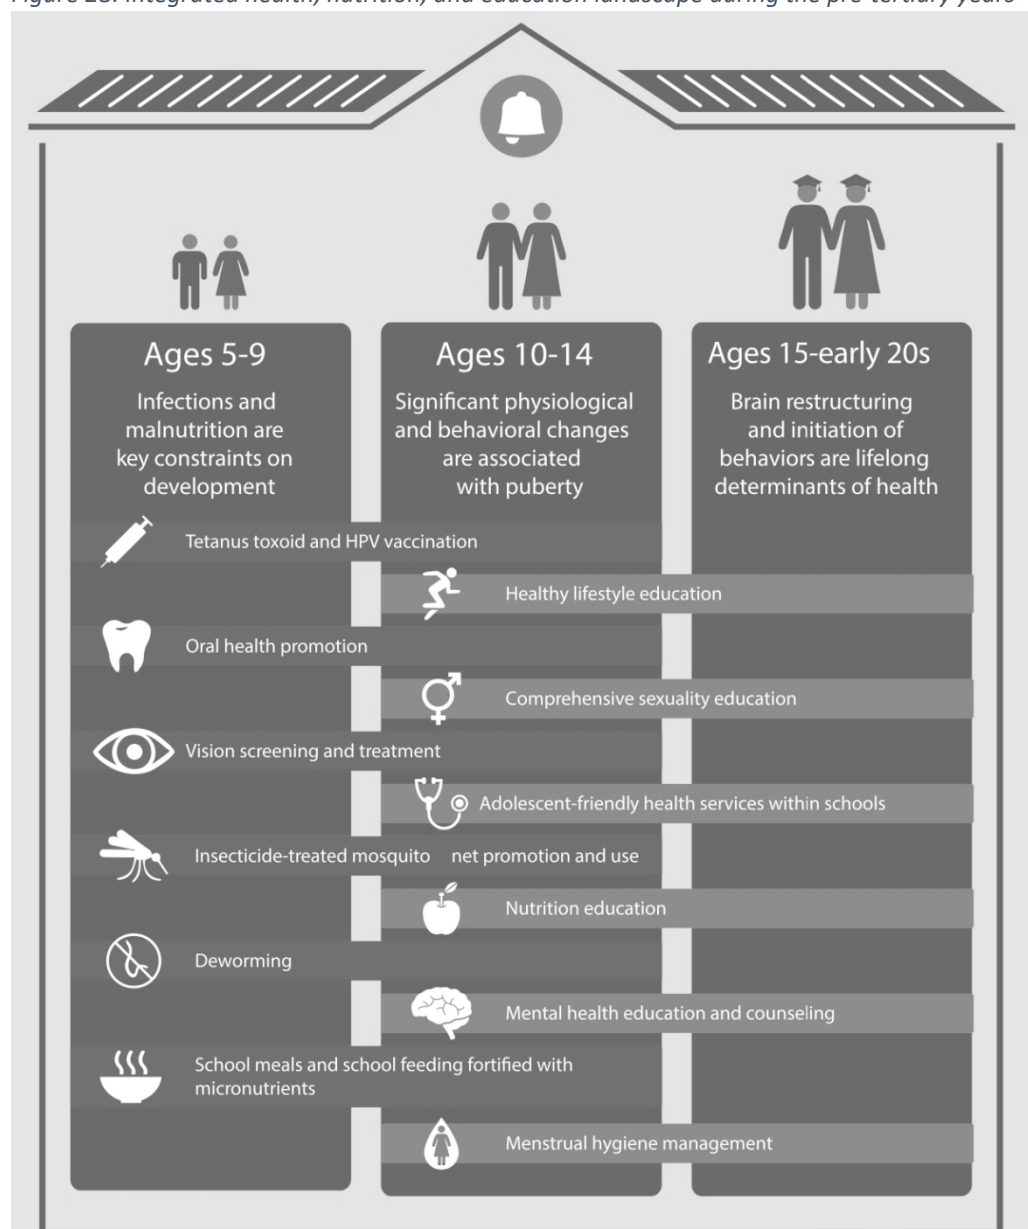 Integrated health, nutrition, and education landscape during the pre-tertiary years
Ages 5-9
Infections and
malnutrition are
key constraints on
development
Ages 10-14
Significant physiological
and behavioral changes
are associated
with puberty
Ages 15-early 20s
Brain restructuring
and initiation of
behaviors are lifelong
determinants of health
Tetanus toxoid and HPV vaccination
Healthy lifestyle education
Oral health promotion
Comprehensive sexuality education
Vision screening and treatment
Adolescent-friendly health services within schools
Insecticide-treated mosquito net promotion and use
Nutrition education
Deworming
Mental health education and counseling
School meals and school feeding fortified with
micronutrients
Menstrual hygiene management